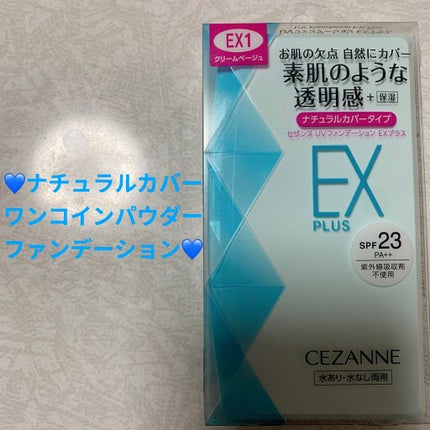 EX1
クリームベージュ
お肌の欠点 自然にカバー
素肌のような
透明感+保湿
ナチュラルカバータイプ
セザンヌ UVファンデーション EXプラス
EX
PLUS
SPF23
PA++
紫外線吸収剤
不使用
CEZANNE
水あり・水なし両用
💙ナチュラルカバー
ワンコインパウダー
ファンデーション💙